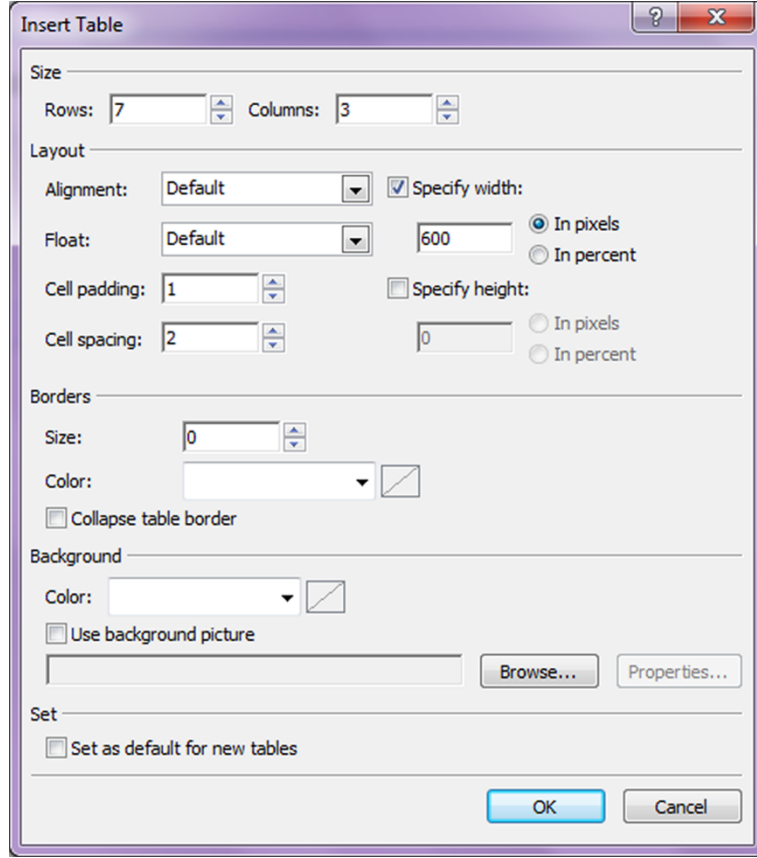 Insert Table
Size
Rows: 7 Columns: 3
Layout
Alignment: Default Specify width:
Float: Default 600 In pixels
In percent
Cell padding: 1 Specify height:
Cell spacing: 2 0 In pixels
In percent
Borders
Size: 0
Color:
Collapse table border
Background
Color:
Use background picture
Browse... Properties...
Set
Set as default for new tables
OK Cancel